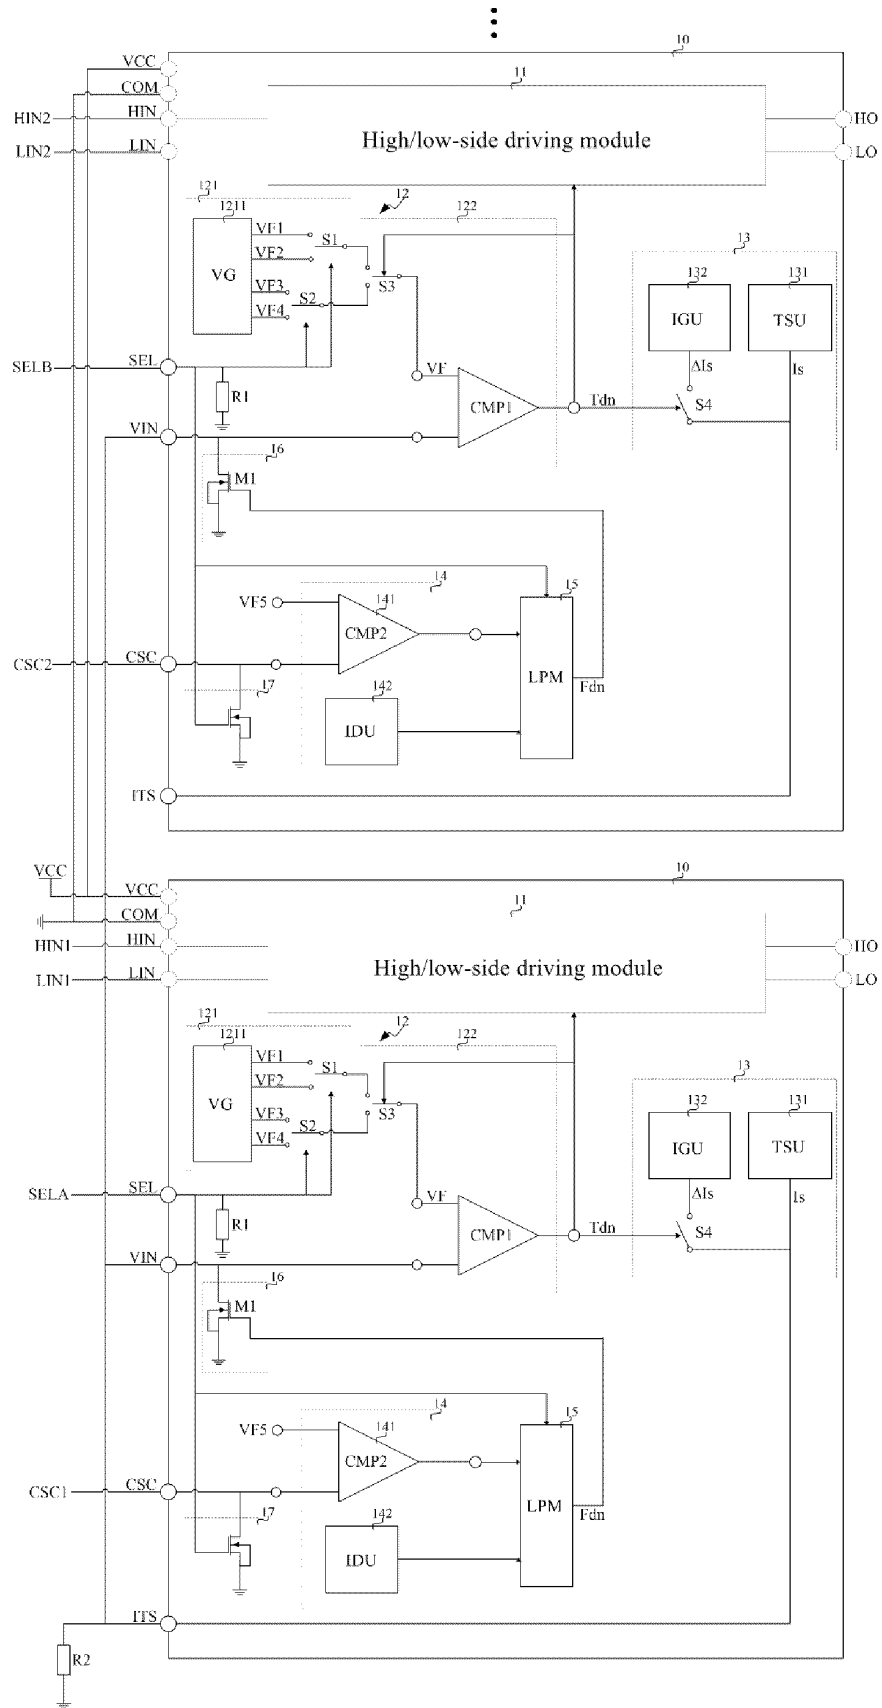 10
VCC
COM
11
HIN2 HIN HO
High/low-side driving module
LIN2 LIN LO
121 12 122
1211 VF1 S1 13
VF2 132 131
VG S3
VF3 IGU TSU
S2
VF4
SELB SEL VF ΔIs Is
R1 CMP1 Tdn S4
VIN
16
M1
14 15
VF5 141
CMP2
CSC2 CSC LPM
17 142 Fdn
IDU
ITS
VCC 10
VCC
COM 11
HIN1 HIN HO
High/low-side driving module
LIN1 LIN LO
121 12 122
1211 VF1 S1 13
VF2 132 131
VG S3
VF3 IGU TSU
S2
VF4
SELA SEL VF ΔIs Is
R1 CMP1 Tdn S4
VIN
16
M1
14 15
VF5 141
CMP2
CSC1 CSC LPM
17 142 Fdn
IDU
ITS
R2